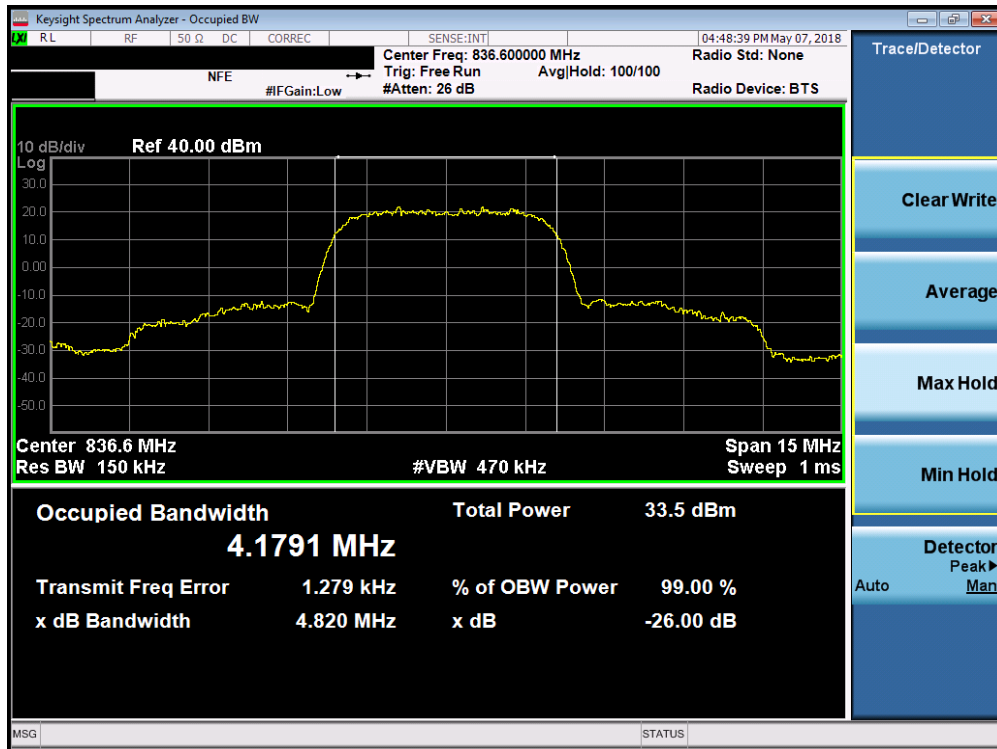 Keysight Spectrum Analyzer - Occupied BW
LXI RL RF 50 Ω DC CORREC SENSE:INT 04:48:39 PM May 07, 2018
Center Freq: 836.600000 MHz Radio Std: None
NFE Trig: Free Run Avg|Hold: 100/100
#IFGain:Low #Atten: 26 dB Radio Device: BTS
10 dB/div Ref 40.00 dBm
Log
30.0
20.0
10.0
0.00
-10.0
-20.0
-30.0
-40.0
-50.0
Center 836.6 MHz Span 15 MHz
Res BW 150 kHz #VBW 470 kHz Sweep 1 ms
Occupied Bandwidth Total Power 33.5 dBm
4.1791 MHz
Transmit Freq Error 1.279 kHz % of OBW Power 99.00 %
x dB Bandwidth 4.820 MHz x dB -26.00 dB
MSG STATUS
Trace/Detector
Clear Write
Average
Max Hold
Min Hold
Detector
Peak▶
Auto Man